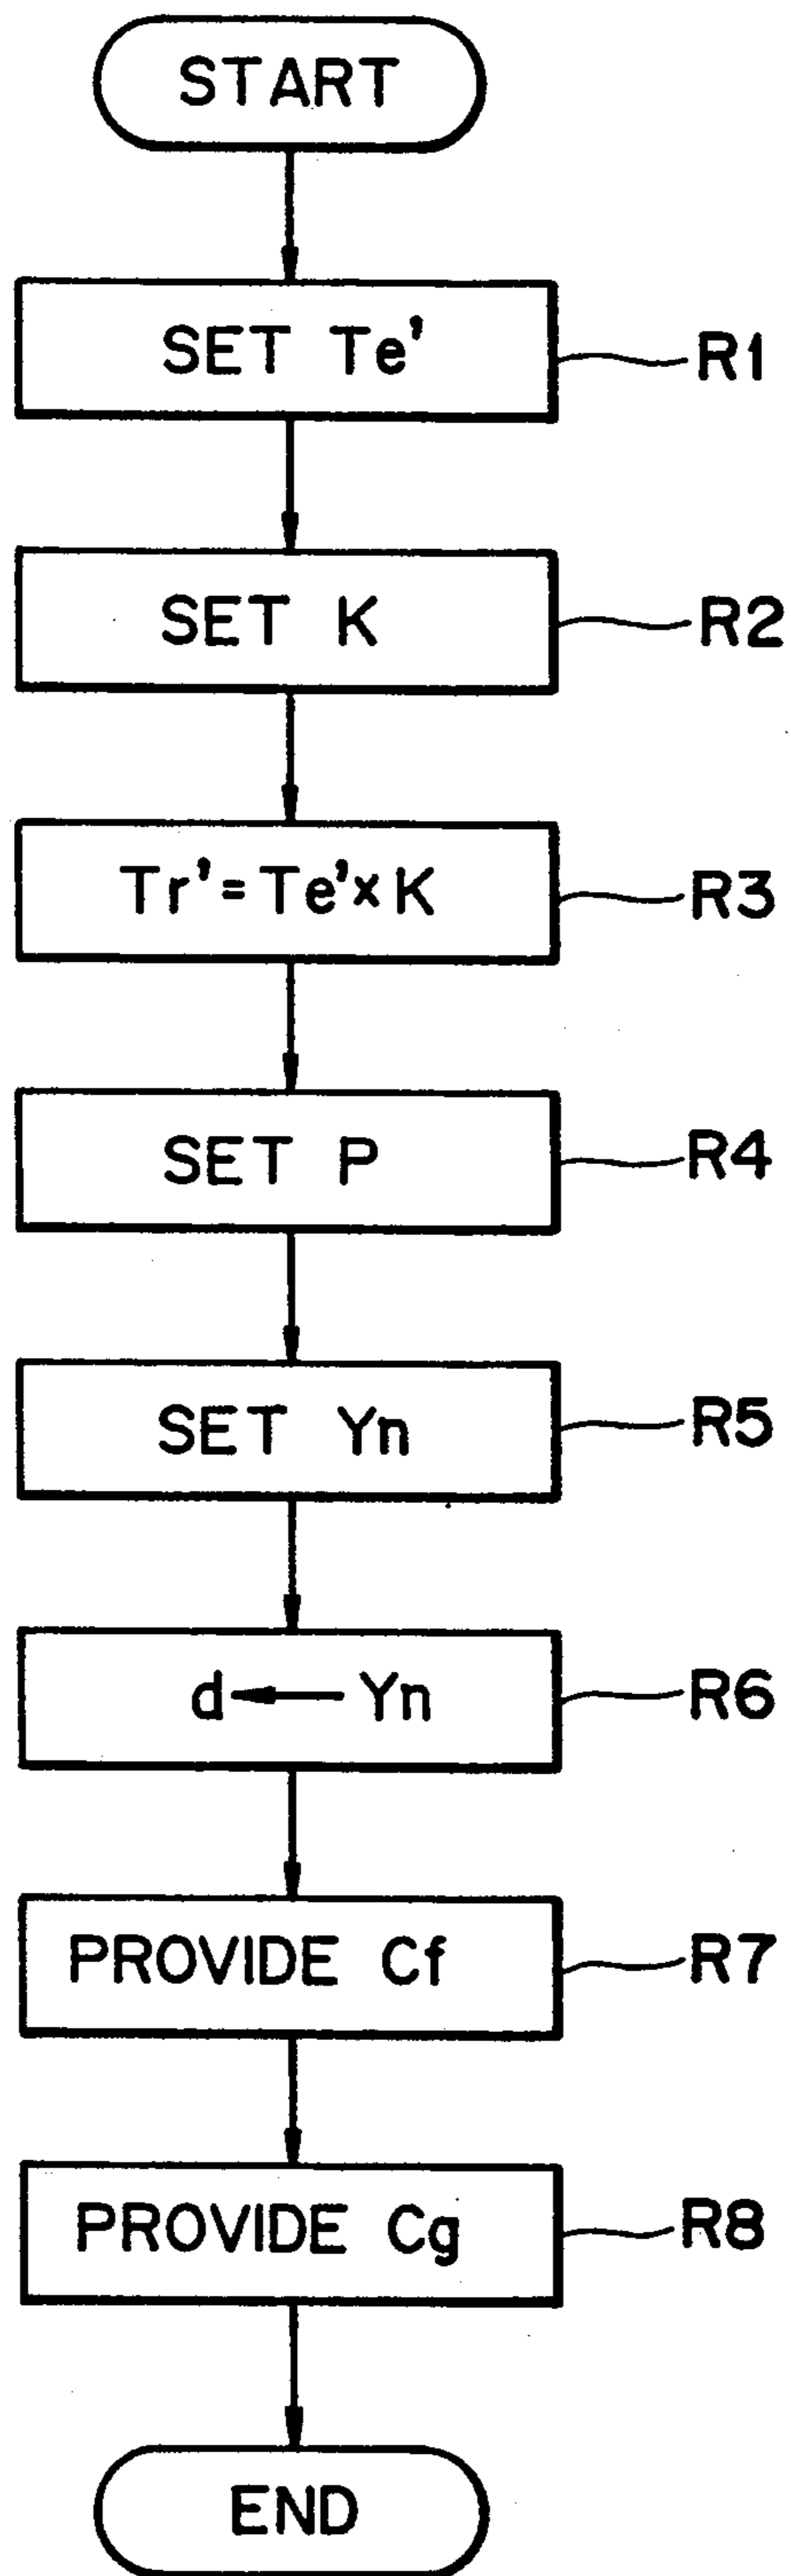 START
SET Te' R1
SET K R2
Tr'=Te'×K R3
SET P R4
SET Yn R5
d ← Yn R6
PROVIDE Cf R7
PROVIDE Cg R8
END